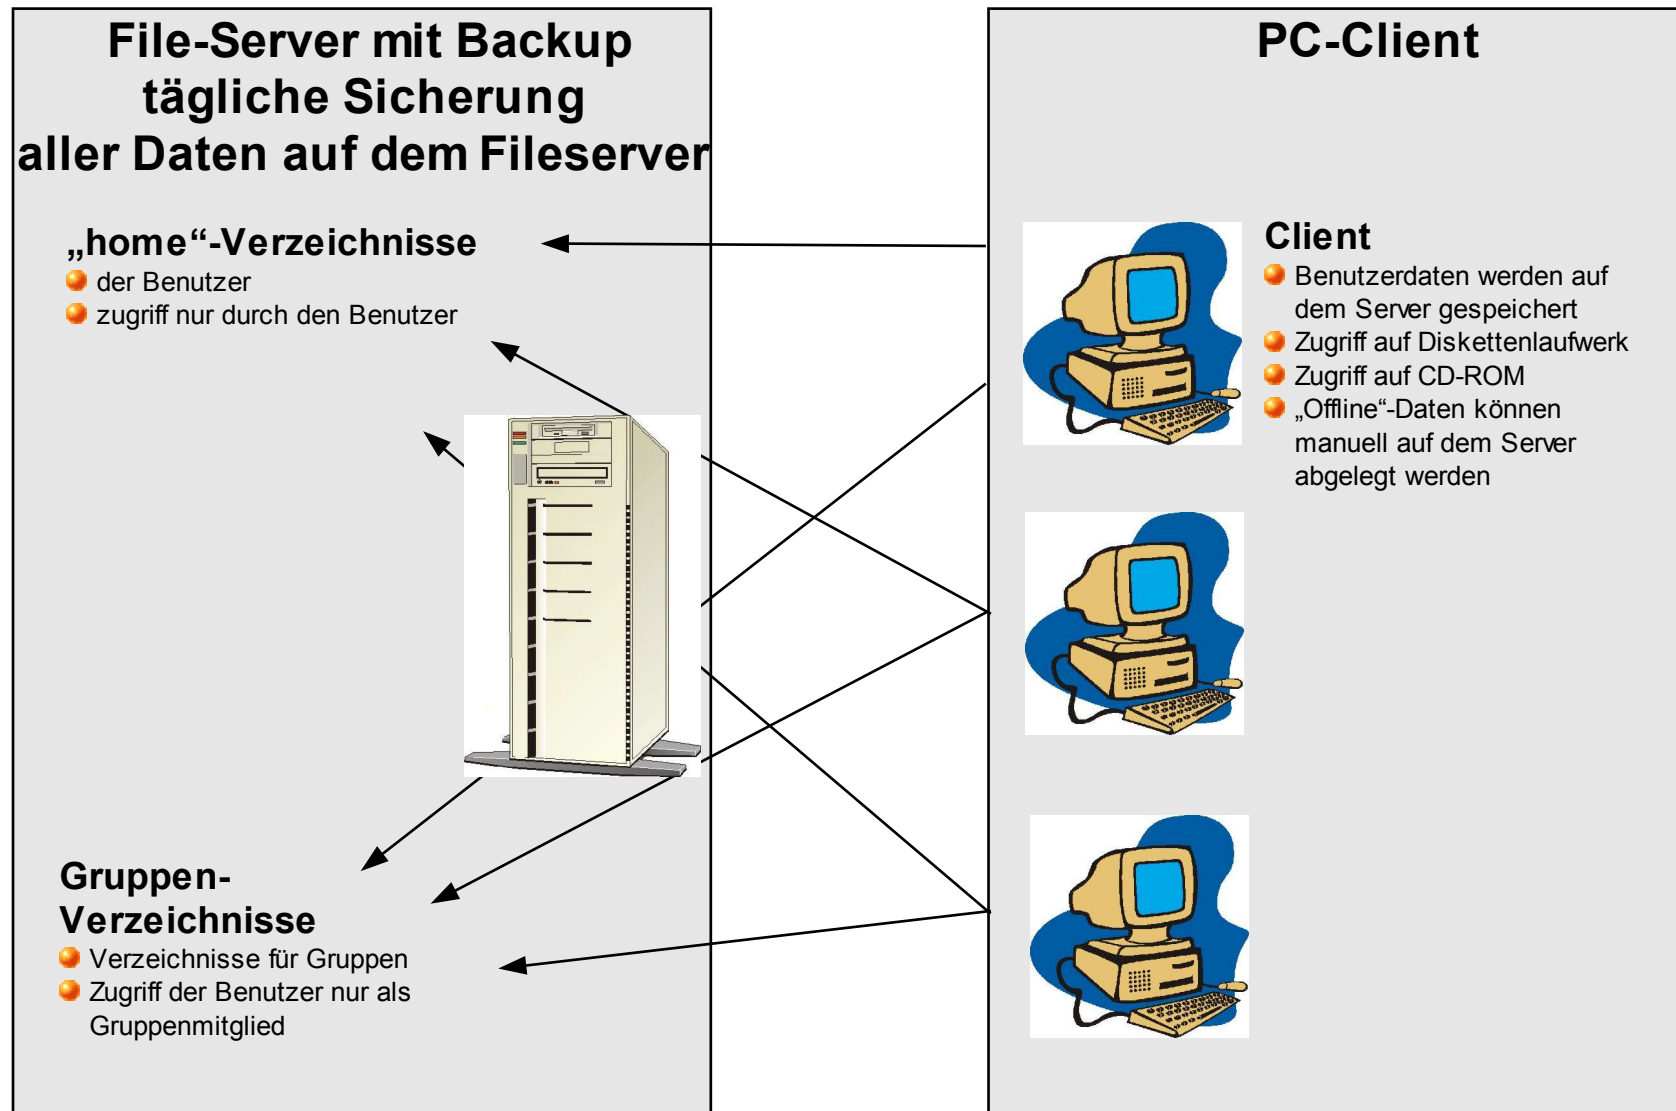 File-Server mit Backup
tägliche Sicherung
aller Daten auf dem Fileserver
„home“-Verzeichnisse
der Benutzer
zugriff nur durch den Benutzer
Gruppen-
Verzeichnisse
Verzeichnisse für Gruppen
Zugriff der Benutzer nur als
Gruppenmitglied
PC-Client
Client
Benutzerdaten werden auf
dem Server gespeichert
Zugriff auf Diskettenlaufwerk
Zugriff auf CD-ROM
„Offline“-Daten können
manuell auf dem Server
abgelegt werden